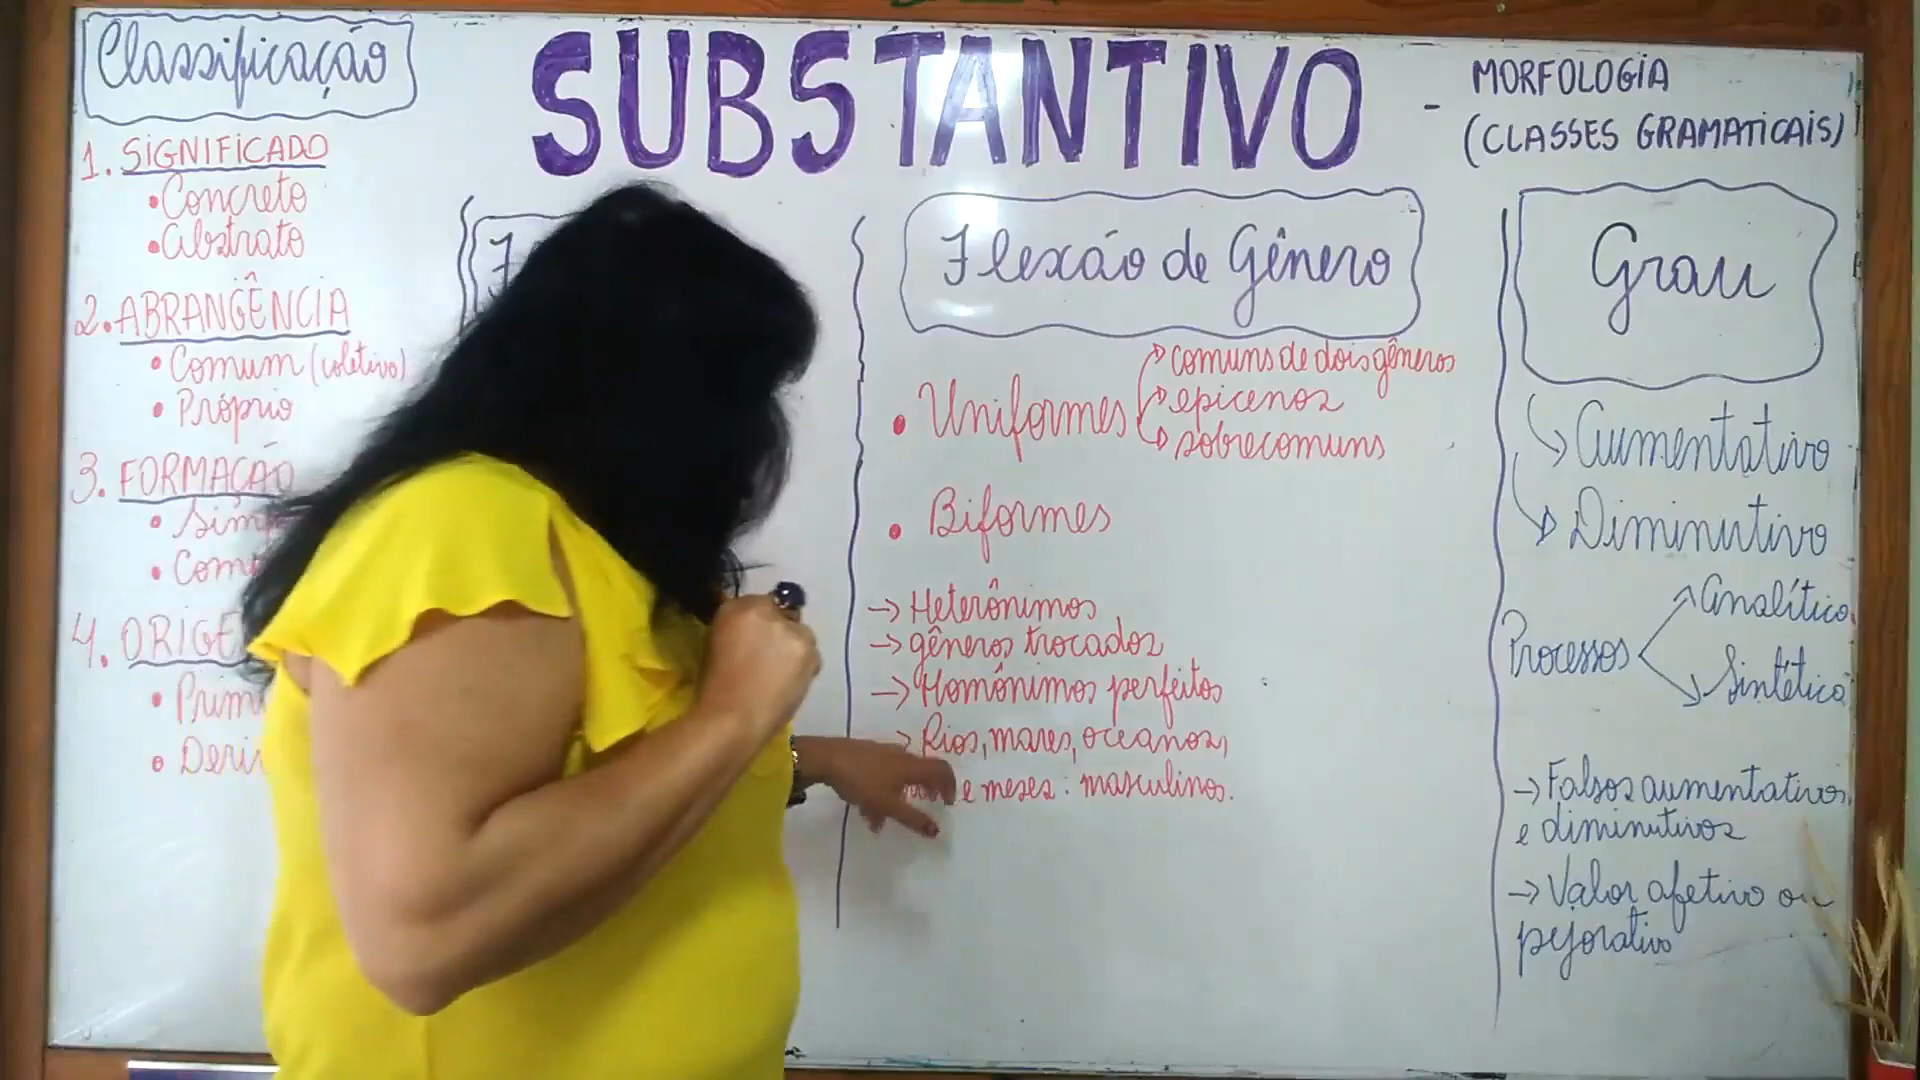 Classificação
SUBSTANTIVO
- MORFOLOGIA
(CLASSES GRAMATICAIS)
1. SIGNIFICADO
•Concreto
•Abstrato
2. ABRANGÊNCIA
• Comum (coletivo)
• Próprio
3. FORMAÇÃO
4.
Flexão de Gênero
• Uniformes
comuns de dois gêneros
epicenos
sobrecomuns
• Biformes
→ Heterônimos
→ gêneros trocados
→ Homônimos perfeitos
→ Rios, mares, oceanos,
e meses: masculinos.
Grau
Aumentativo
Diminutivo
Processos
Analítico
Sintético
→ Falsos aumentativos
e diminutivos
→ Valor afetivo ou
pejorativo